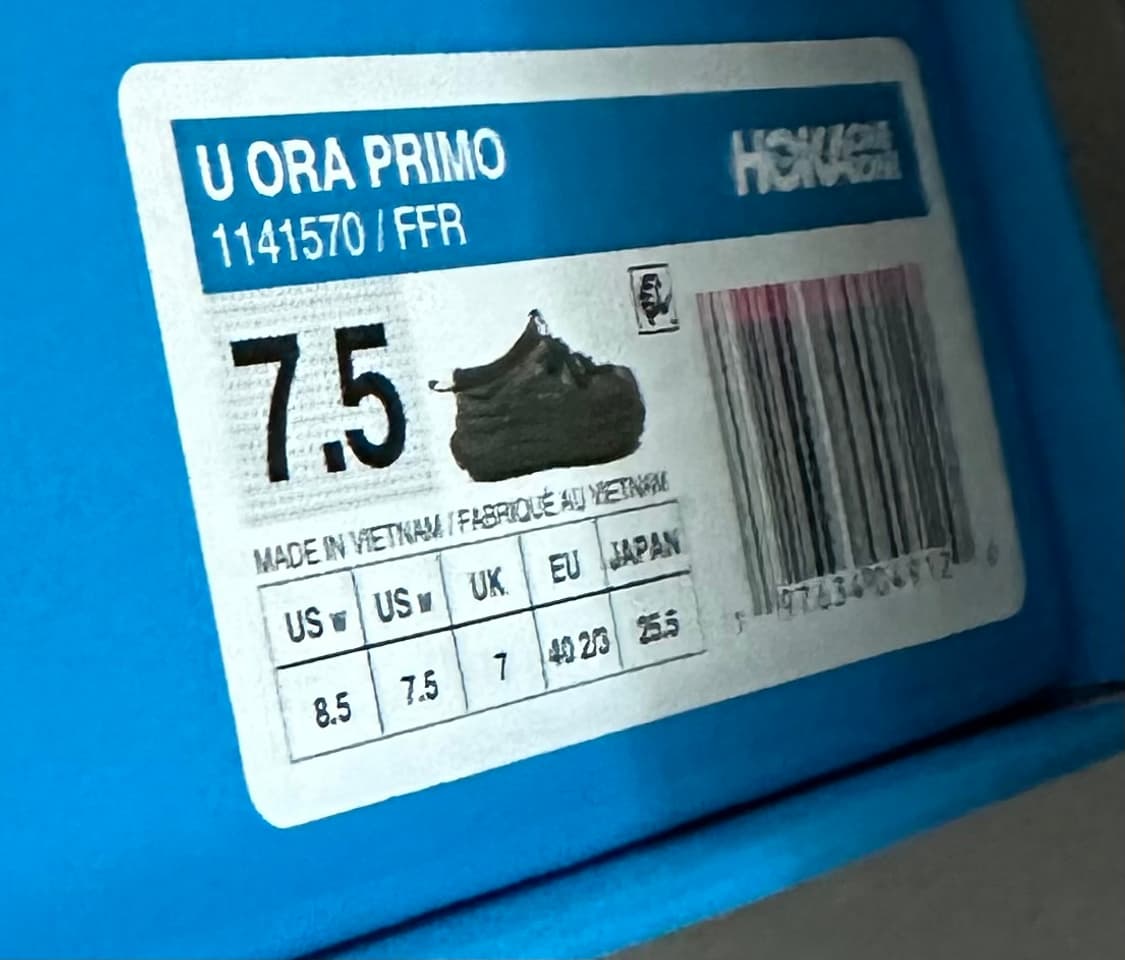 U ORA PRIMO
HOKA
1141570 / FFR
7.5
MADE IN VIETNAM / FABRIQUÉ AU VIETNAM
US US UK EU JAPAN
8.5 7.5 7 40 2/3 25.5